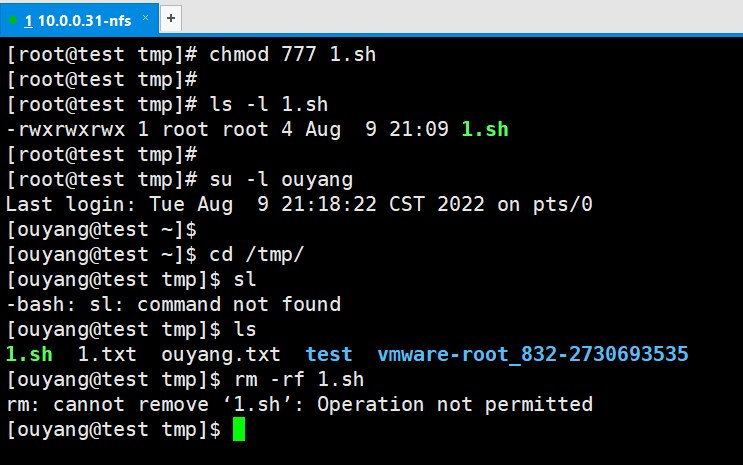 1 10.0.0.31-nfs × +
[root@test tmp]# chmod 777 1.sh
[root@test tmp]#
[root@test tmp]# ls -l 1.sh
-rwxrwxrwx 1 root root 4 Aug  9 21:09 1.sh
[root@test tmp]#
[root@test tmp]# su -l ouyang
Last login: Tue Aug  9 21:18:22 CST 2022 on pts/0
[ouyang@test ~]$
[ouyang@test ~]$ cd /tmp/
[ouyang@test tmp]$ sl
-bash: sl: command not found
[ouyang@test tmp]$ ls
1.sh  1.txt  ouyang.txt  test  vmware-root_832-2730693535
[ouyang@test tmp]$ rm -rf 1.sh
rm: cannot remove ‘1.sh’: Operation not permitted
[ouyang@test tmp]$